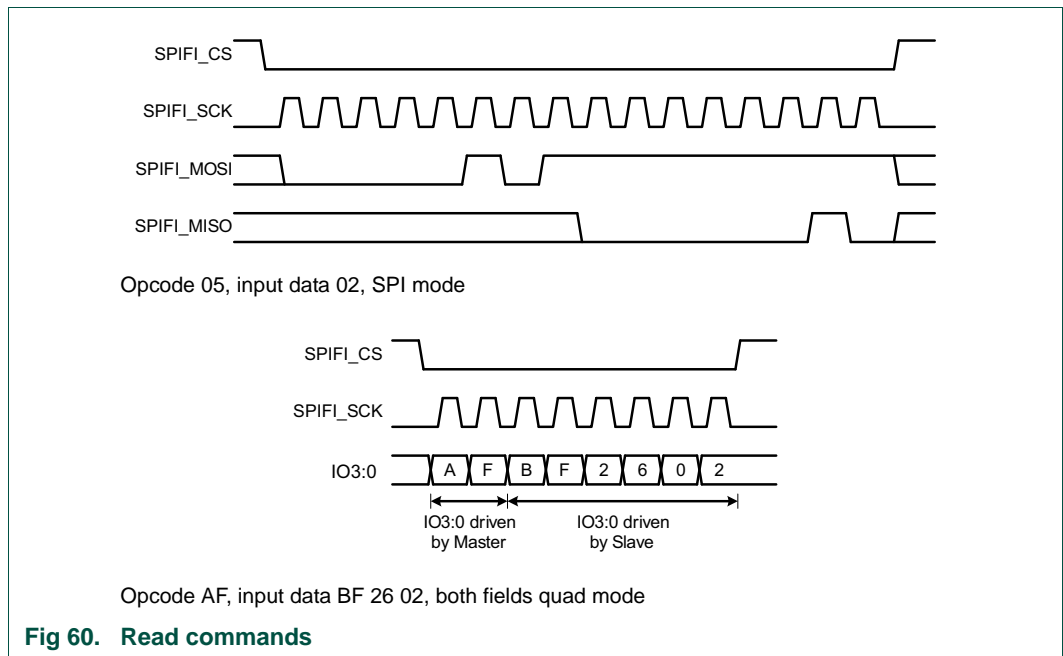 SPIFI_CS
SPIFI_SCK
SPIFI_MOSI
SPIFI_MISO
Opcode 05, input data 02, SPI mode
SPIFI_CS
SPIFI_SCK
IO3:0 A F B F 2 6 0 2
IO3:0 driven by Master
IO3:0 driven by Slave
Opcode AF, input data BF 26 02, both fields quad mode
Fig 60. Read commands